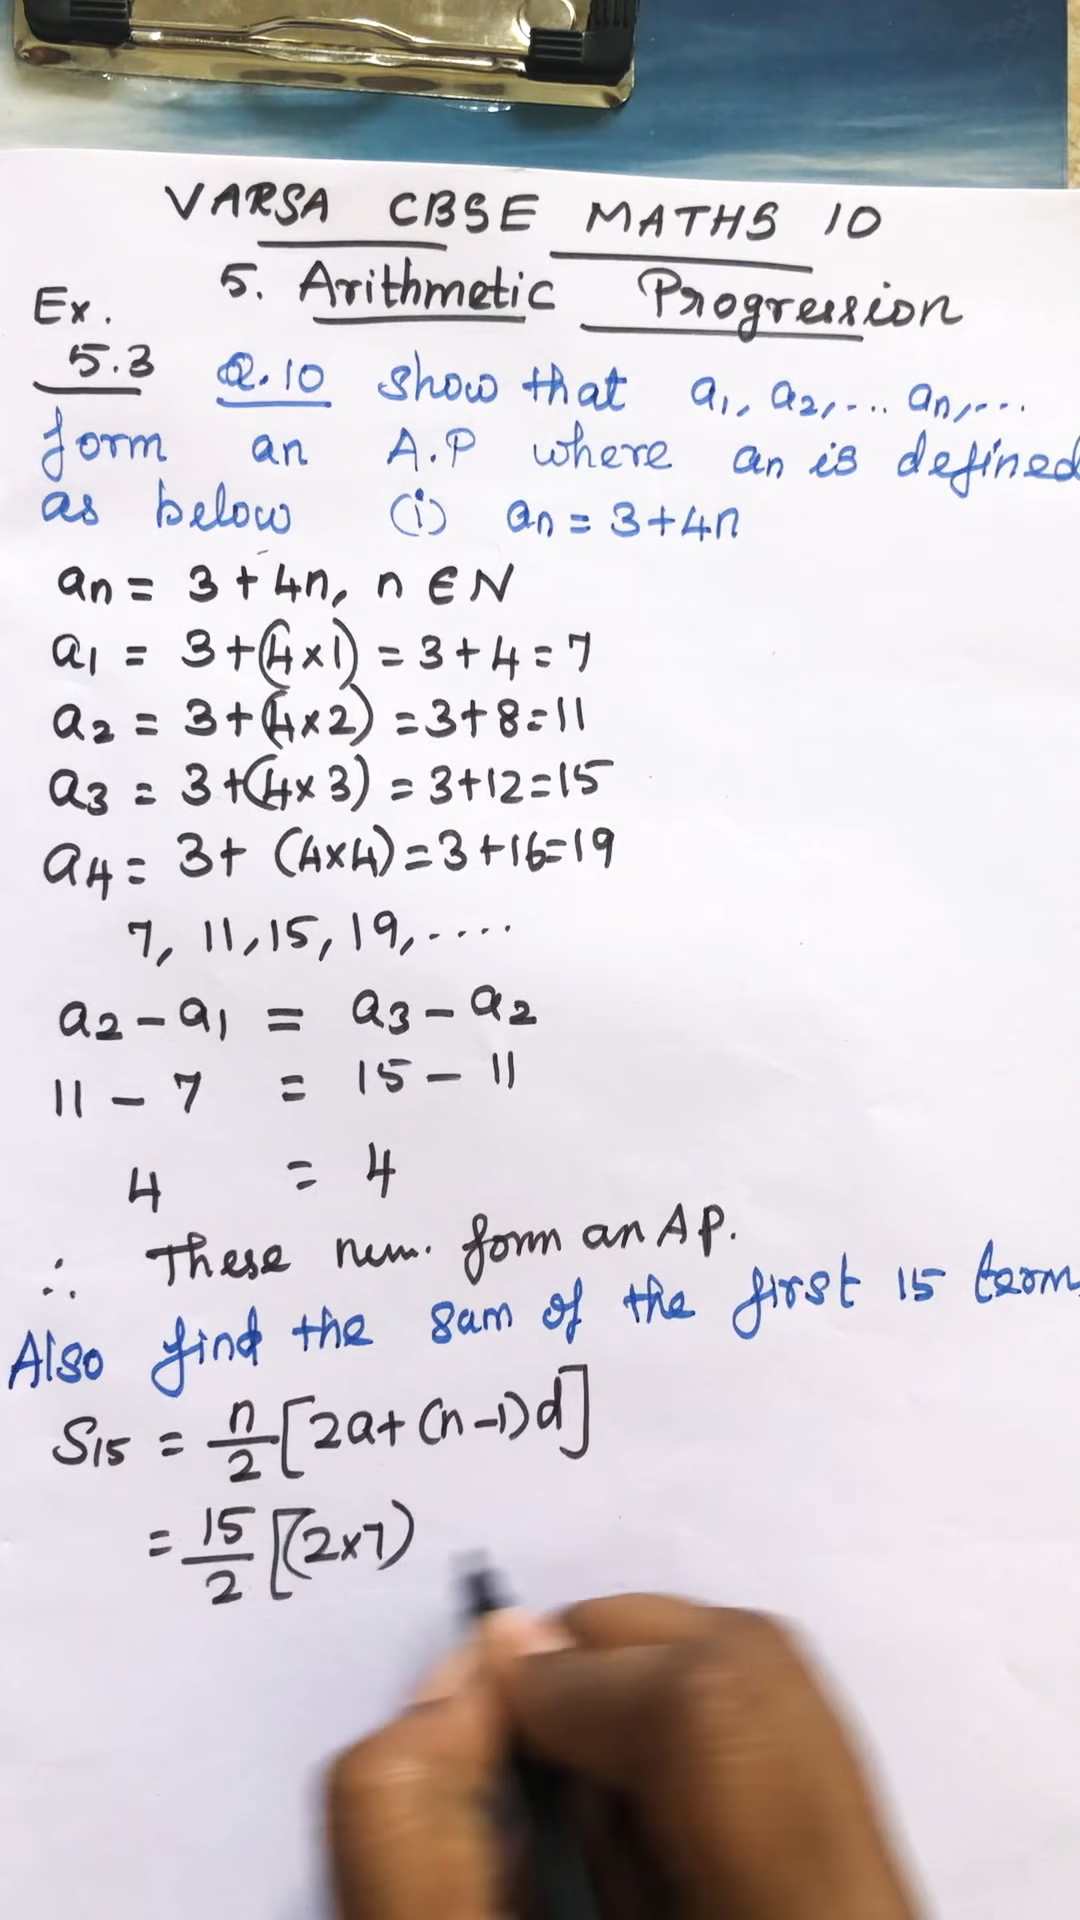 VARSA CBSE MATHS 10
5. Arithmetic Progression
Ex.
5.3 Q.10 show that a₁, a₂,... aₙ,...
form an A.P where aₙ is defined
as below (i) aₙ = 3+4n
aₙ = 3+4n, n ∈ N
a₁ = 3+(4×1) = 3+4=7
a₂ = 3+(4×2) =3+8=11
a₃ = 3+(4×3) = 3+12=15
a₄ = 3+ (4×4)=3+16=19
7, 11, 15, 19, ....
a₂-a₁ = a₃-a₂
11 - 7 = 15 - 11
4 = 4
∴ These num. form an AP.
Also find the sum of the first 15 term
S₁₅ = n/2 [2a+(n-1)d]
= 15/2 [(2×7)